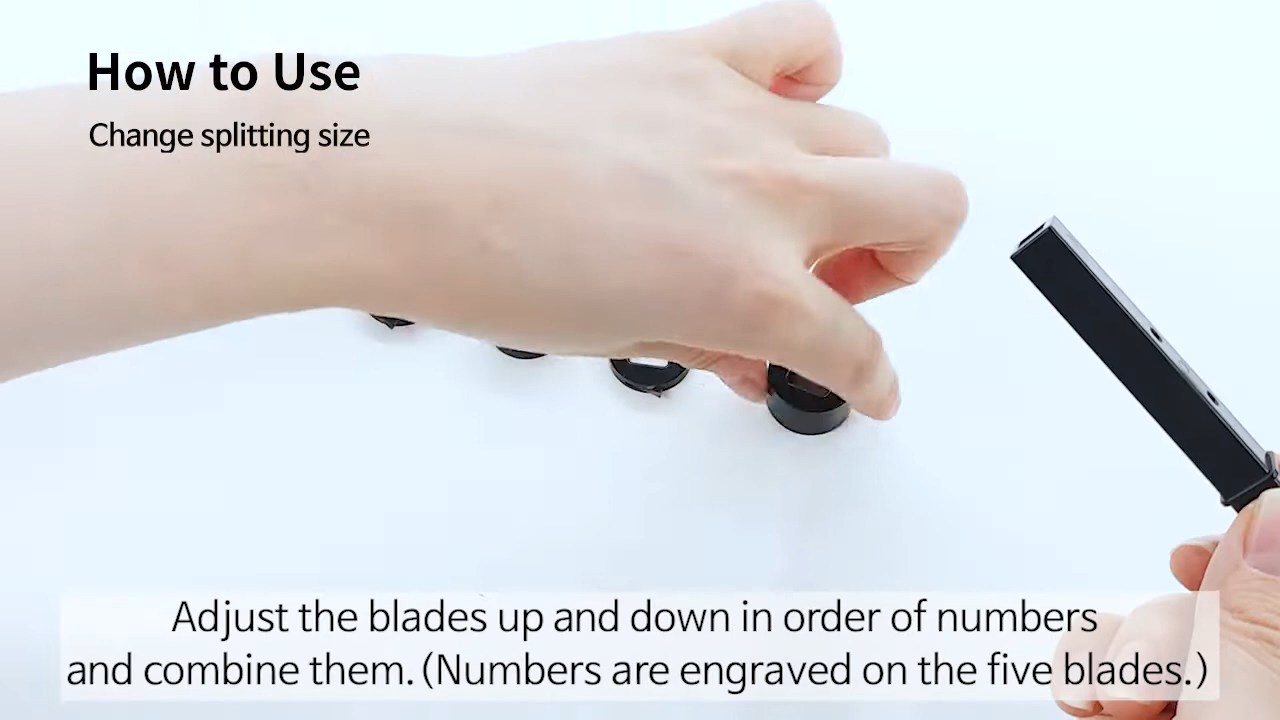 How to Use
Change splitting size
Adjust the blades up and down in order of numbers
and combine them. (Numbers are engraved on the five blades.)